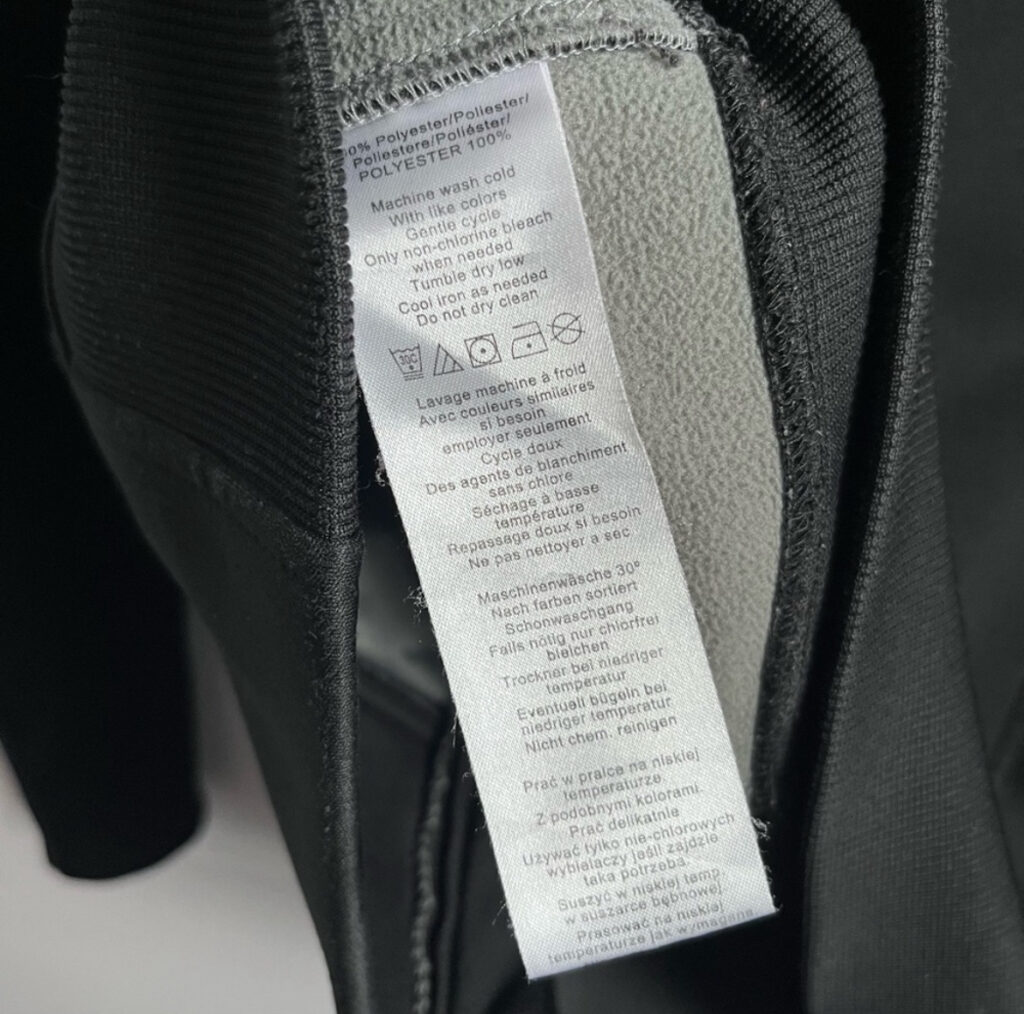 0% Polyester/Poliester/
Poliestere/Poliéster/
POLYESTER 100%
Machine wash cold
With like colors
Gentle cycle
Only non-chlorine bleach
when needed
Tumble dry low
Cool iron as needed
Do not dry clean
30C
Lavage machine à froid
Avec couleurs similaires
si besoin
employer seulement
Cycle doux
Des agents de blanchiment
sans chlore
Séchage à basse
température
Repassage doux si besoin
Ne pas nettoyer a sec
Maschinenwäsche 30°
Nach farben sortiert
Schonwaschgang
Falls nötig nur chlorfrei
bleichen
Trockner bei niedriger
temperatur
Eventuell bügeln bei
niedriger temperatur
Nicht chem. reinigen
Prać w pralce na niskiej
temperaturze.
Z podobnymi kolorami.
Prać delikatnie
Używać tylko nie-chlorowych
wybielaczy jeśli zajdzie
taka potrzeba.
Suszyć w niskiej temp.
w suszarce bębnowej.
Prasować na niskiej
temperaturze jak wymagane